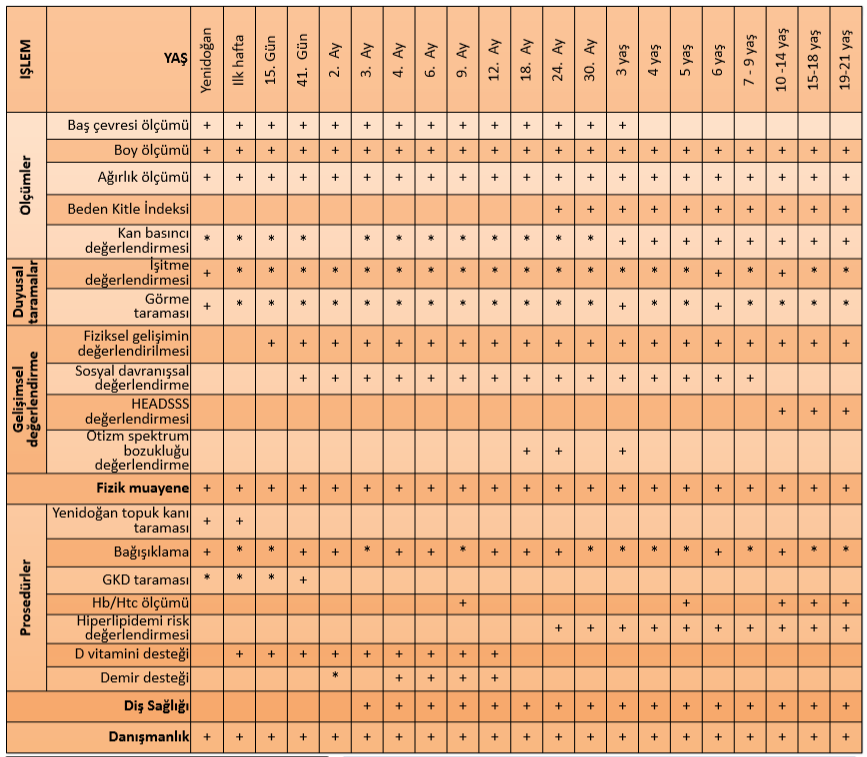 İŞLEM YAŞ Yenidoğan Ilk hafta 15. Gün 41. Gün 2. Ay 3. Ay 4. Ay 6. Ay 9. Ay 12. Ay 18. Ay 24. Ay 30. Ay 3 yaş 4 yaş 5 yaş 6 yaş 7 - 9 yaş 10 -14 yaş 15-18 yaş 19-21 yaş
Ölçümler
Baş çevresi ölçümü + + + + + + + + + + + + + +
Boy ölçümü + + + + + + + + + + + + + + + + + + + + +
Ağırlık ölçümü + + + + + + + + + + + + + + + + + + + + +
Beden Kitle İndeksi + + + + + + + + + +
Kan basıncı
değerlendirmesi * * * * * * * * * * * * + + + + + + + +
Duyusal
taramalar
İşitme
değerlendirmesi + * * * * * * * * * * * * * * * + * + * *
Görme
taraması + * * * * * * * * * * * * + * * + * * * *
Gelişimsel
değerlendirme
Fiziksel gelişimin
değerlendirilmesi + + + + + + + + + + + + + + + + + + +
Sosyal davranışsal
değerlendirme + + + + + + + + + + + + + + +
HEADSSS
değerlendirmesi + + +
Otizm spektrum
bozukluğu
değerlendirme + + +
Fizik muayene + + + + + + + + + + + + + + + + + + + + +
Prosedürler
Yenidoğan topuk kanı
taraması + +
Bağışıklama + * * + + * + + * + + + * * * * + * + * *
GKD taraması * * * +
Hb/Htc ölçümü + + + + +
Hiperlipidemi risk
değerlendirmesi + + + + + + + + + +
D vitamini desteği + + + + + + + + +
Demir desteği * + + + +
Diş Sağlığı + + + + + + + + + + + + + + + +
Danışmanlık + + + + + + + + + + + + + + + + + + + + +